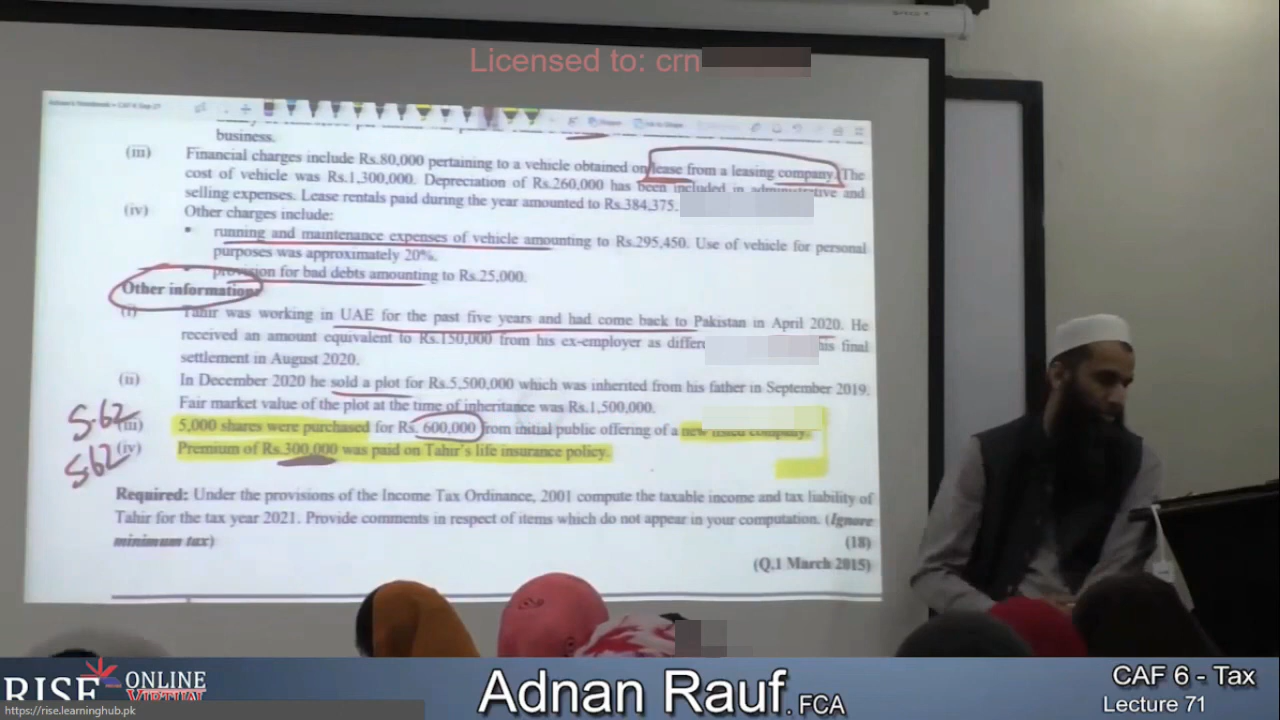 Licensed to: crn
business.
(iii) Financial charges include Rs.80,000 pertaining to a vehicle obtained on lease from a leasing company. (The
cost of vehicle was Rs.1,300,000. Depreciation of Rs.260,000 has been included in administrative and
selling expenses. Lease rentals paid during the year amounted to Rs.384,375.
(iv) Other charges include:
▪ running and maintenance expenses of vehicle amounting to Rs.295,450. Use of vehicle for personal
purposes was approximately 20%.
▪ provision for bad debts amounting to Rs.25,000.
Other information:
(i) Tahir was working in UAE for the past five years and had come back to Pakistan in April 2020. He
received an amount equivalent to Rs.150,000 from his ex-employer as his final
settlement in August 2020.
(ii) In December 2020 he sold a plot for Rs.5,500,000 which was inherited from his father in September 2019.
Fair market value of the plot at the time of inheritance was Rs.1,500,000.
S.62 (iii) 5,000 shares were purchased for Rs. 600,000 from initial public offering of a new listed company.
S62 (iv) Premium of Rs.300,000 was paid on Tahir's life insurance policy.
Required: Under the provisions of the Income Tax Ordinance, 2001 compute the taxable income and tax liability of
Tahir for the tax year 2021. Provide comments in respect of items which do not appear in your computation. (Ignore
minimum tax) (18)
(Q.1 March 2015)
RISE ONLINE
VIRTUAL
https://rise.learninghub.pk
Adnan Rauf. FCA
CAF 6 - Tax
Lecture 71